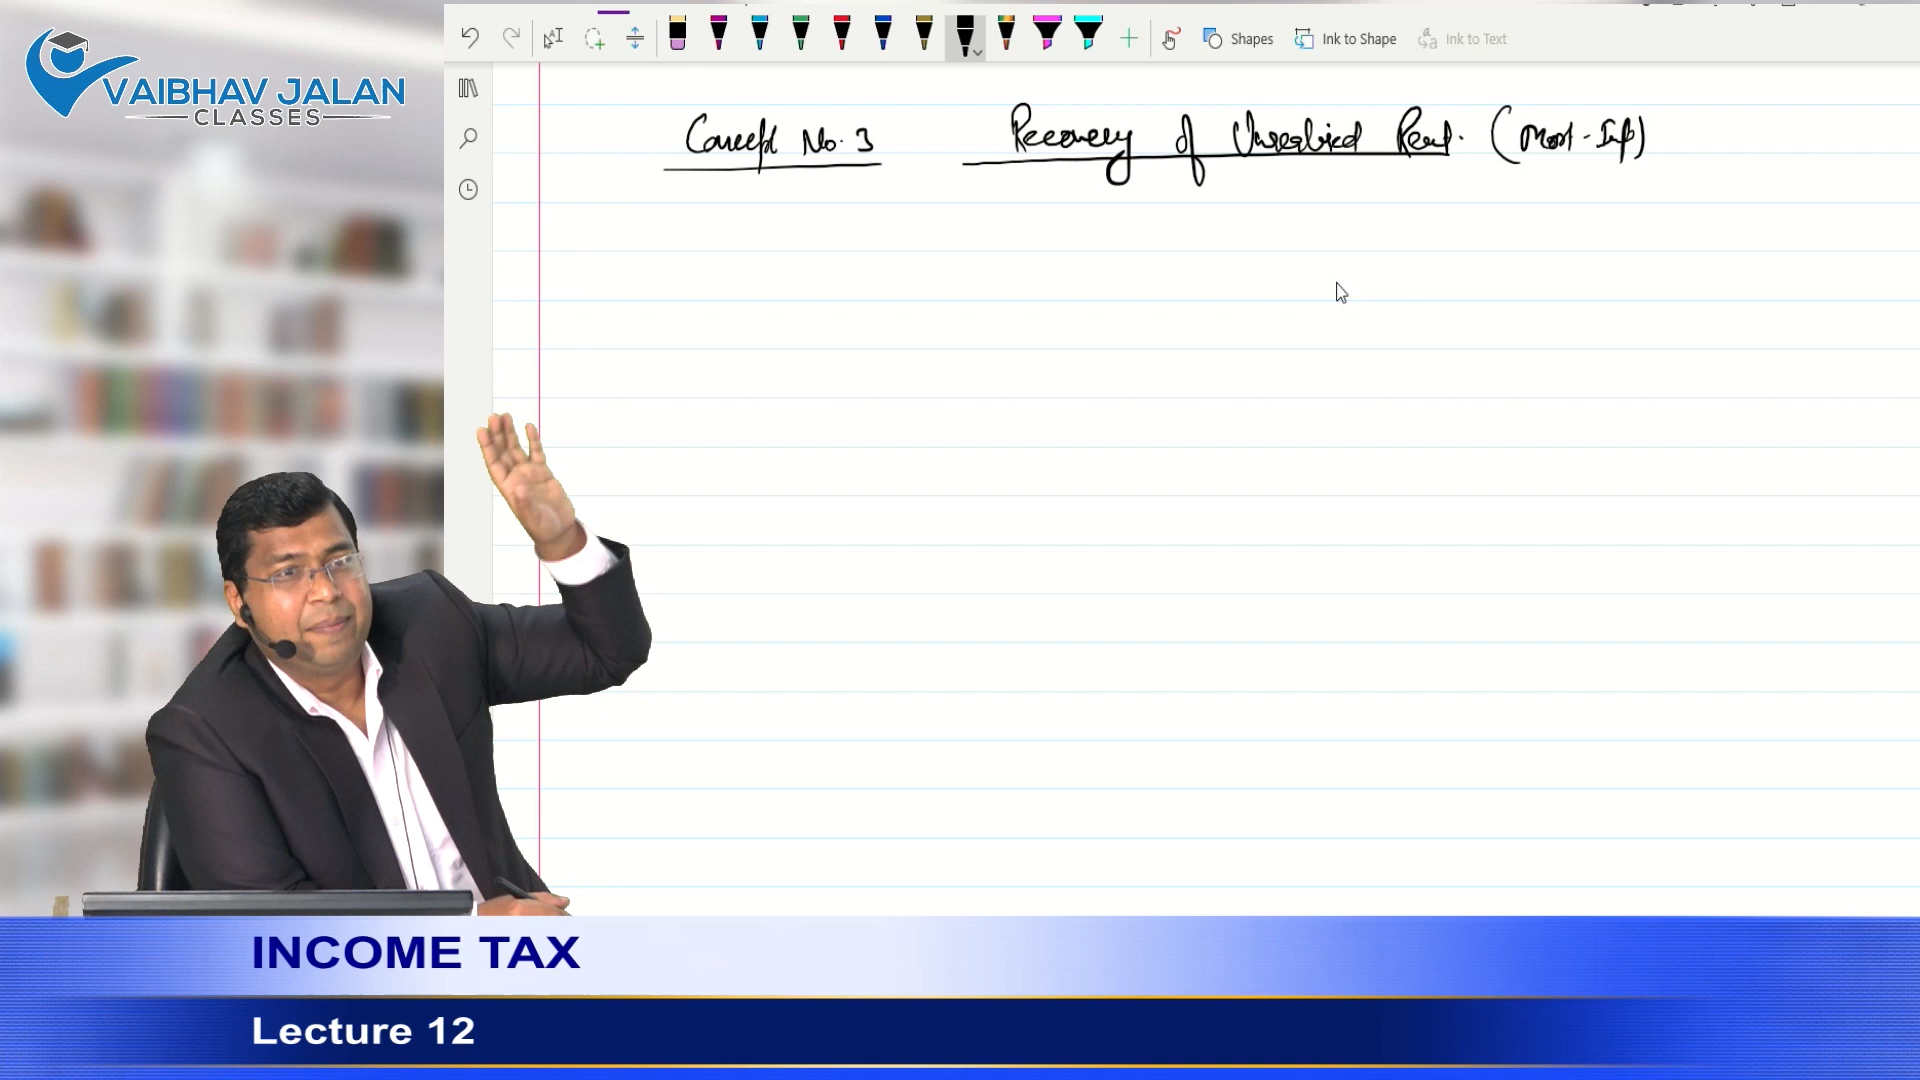 VAIBHAV JALAN
CLASSES
Shapes
Ink to Shape
Ink to Text
Concept No. 3 Recovery of Unrealised Rent. (Most-Imp)
INCOME TAX
Lecture 12